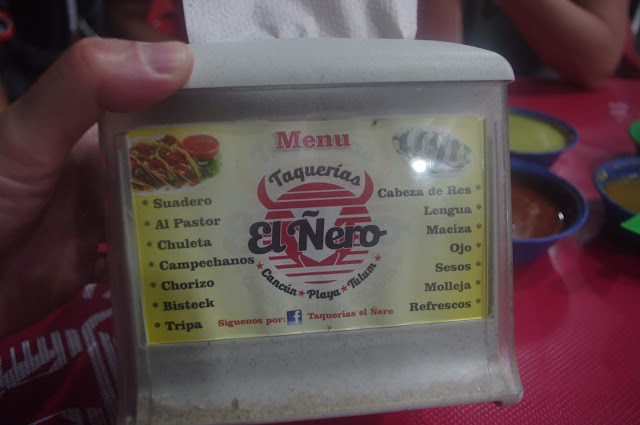 Menu
* Suadero
* Al Pastor
* Chuleta
* Campechanos
* Chorizo
* Bisteck
* Tripa
Taquerías
El Ñero
Cancún ★ Playa ★ Tulum
Cabeza de Res *
Lengua *
Maciza *
Ojo *
Sesos *
Molleja *
Refrescos *
Siguenos por: f Taquerias el Ñero